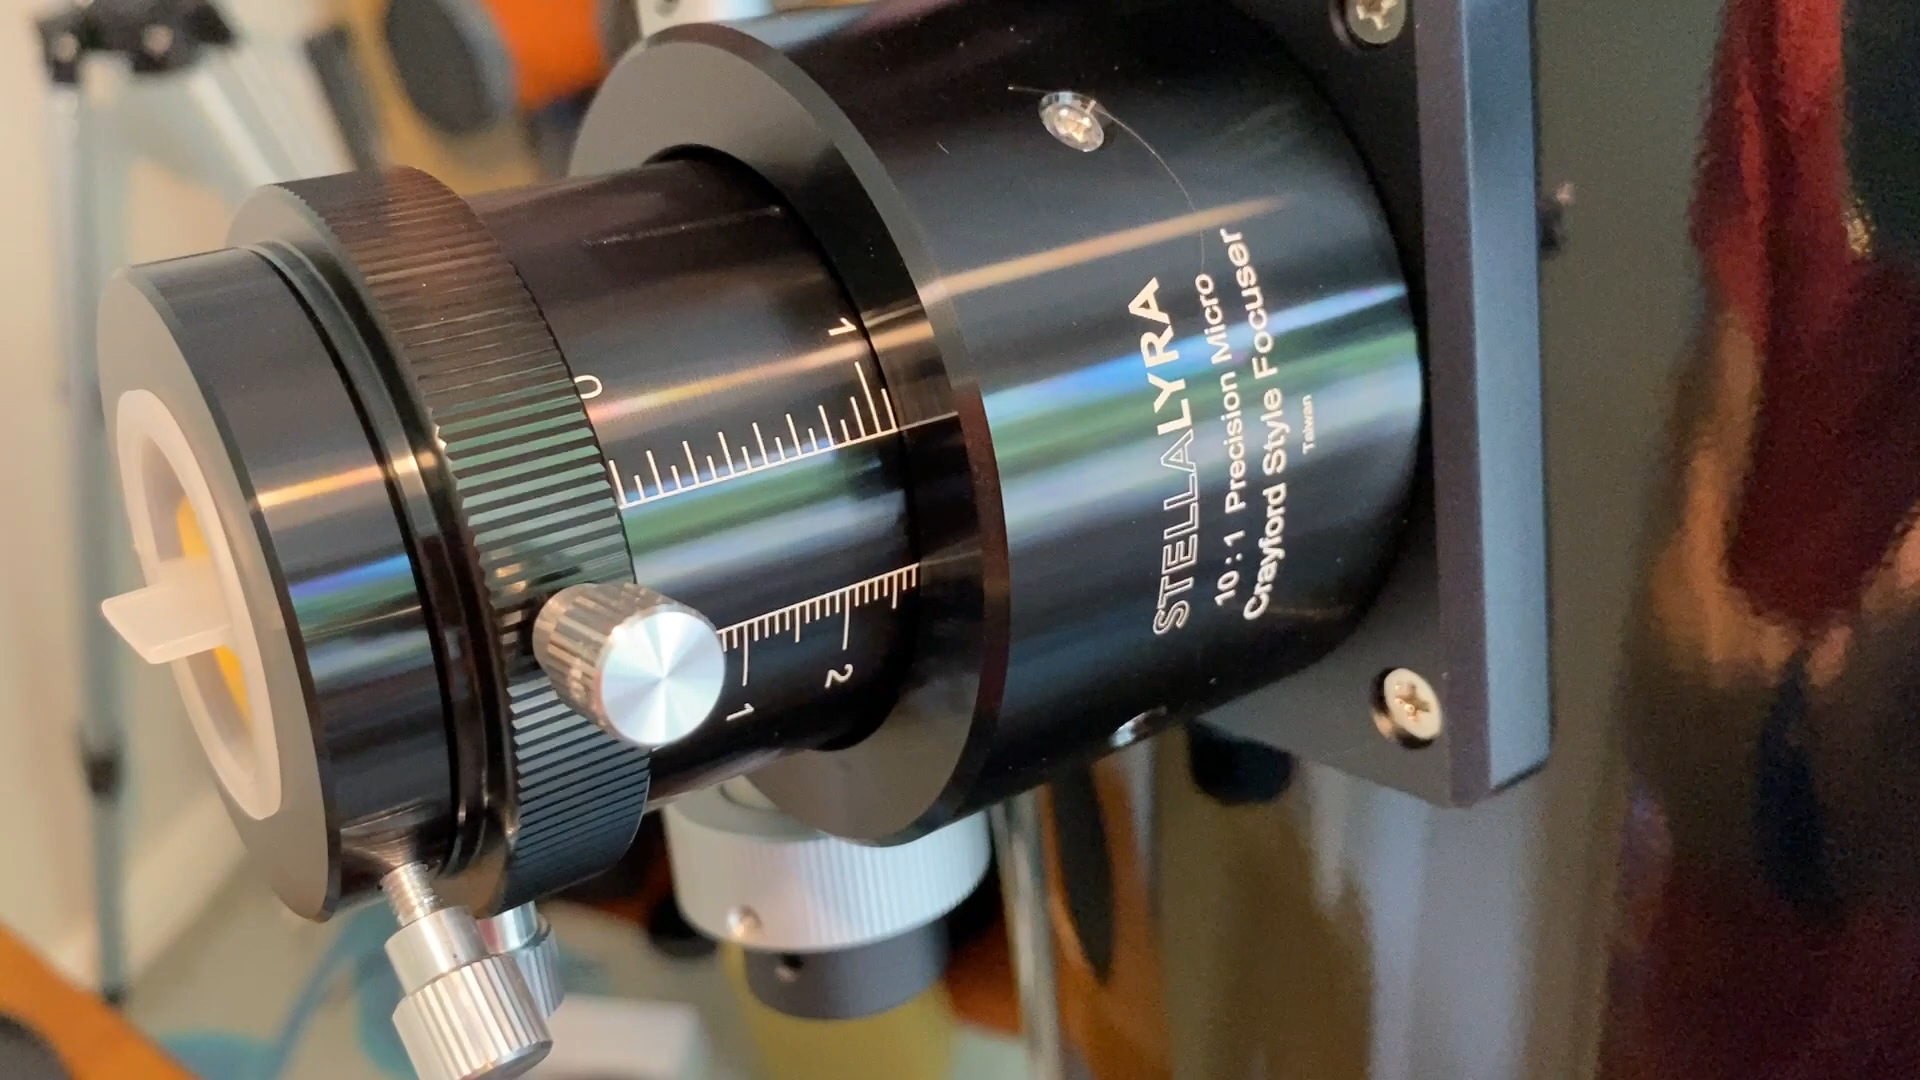 STELLALYRA
10 : 1 Precision Micro
Crayford Style Focuser
Taiwan
0 1
1 2